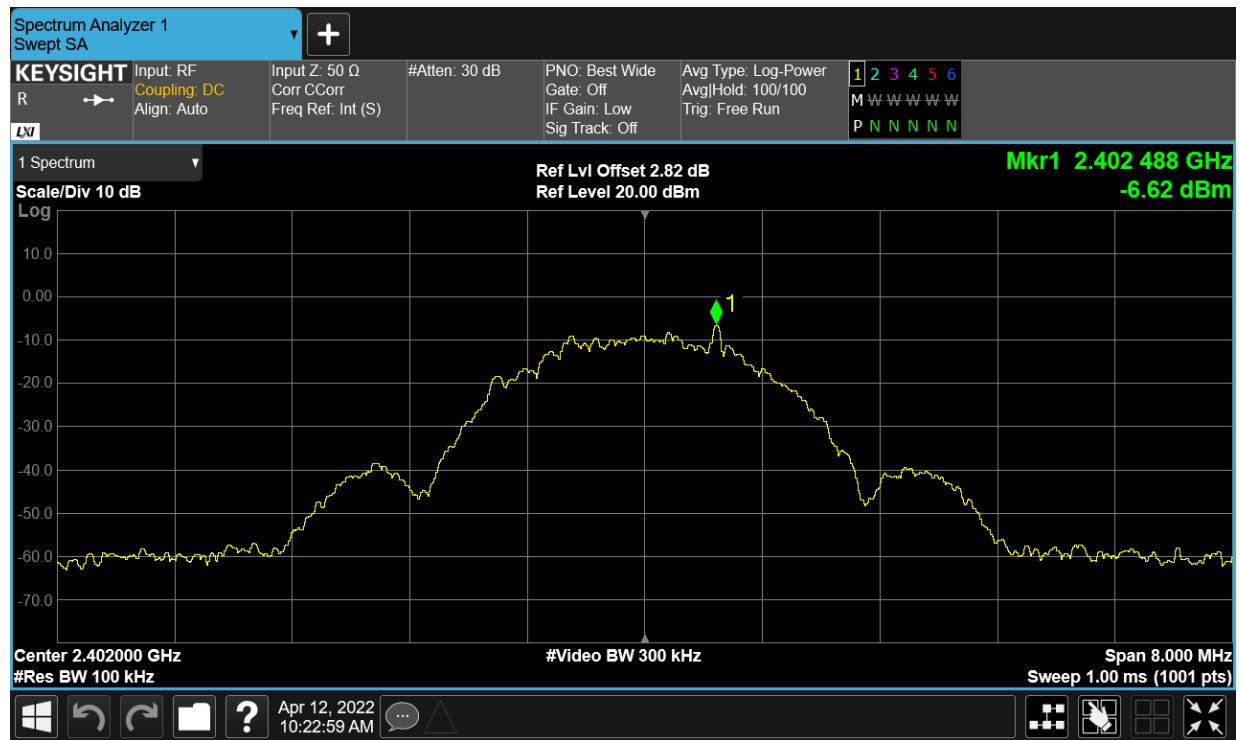 Spectrum Analyzer 1
Swept SA
KEYSIGHT
R
LXI
Input: RF
Coupling: DC
Align: Auto
Input Z: 50 Ω
Corr CCorr
Freq Ref: Int (S)
#Atten: 30 dB
PNO: Best Wide
Gate: Off
IF Gain: Low
Sig Track: Off
Avg Type: Log-Power
Avg|Hold: 100/100
Trig: Free Run
1 2 3 4 5 6
M W W W W W
P N N N N N
1 Spectrum
Scale/Div 10 dB
Ref Lvl Offset 2.82 dB
Ref Level 20.00 dBm
Mkr1 2.402 488 GHz
-6.62 dBm
Log
10.0
0.00
1
-10.0
-20.0
-30.0
-40.0
-50.0
-60.0
-70.0
Center 2.402000 GHz
#Video BW 300 kHz
Span 8.000 MHz
#Res BW 100 kHz
Sweep 1.00 ms (1001 pts)
?
Apr 12, 2022
10:22:59 AM